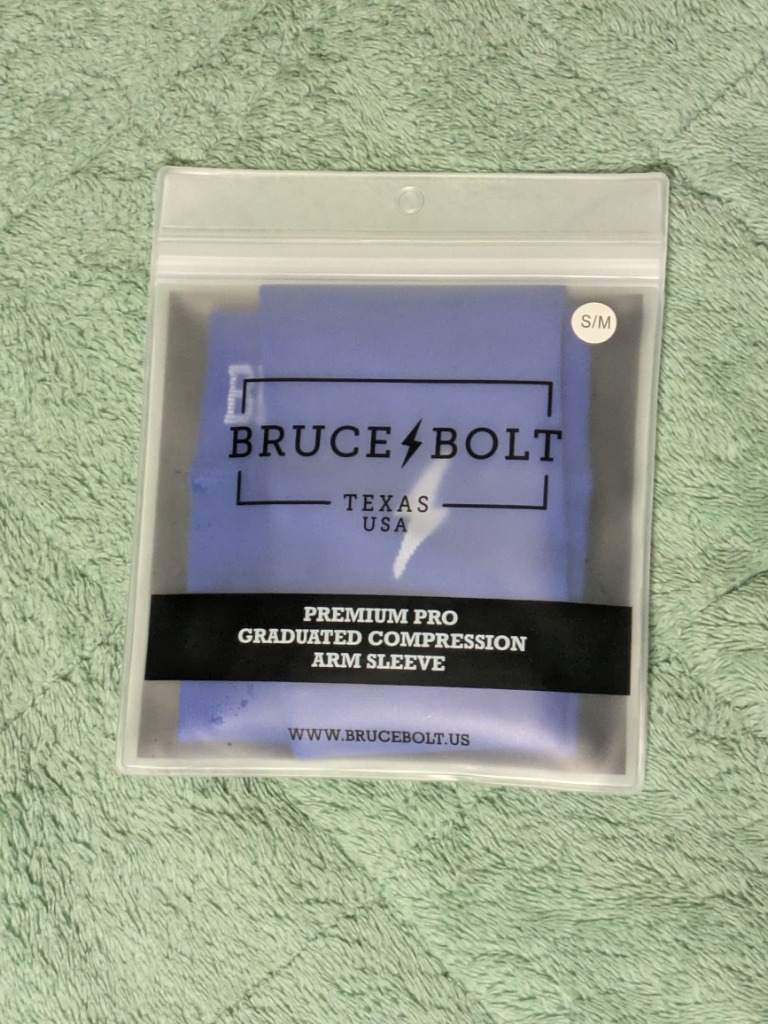 S/M
BRUCE BOLT
TEXAS
USA
PREMIUM PRO
GRADUATED COMPRESSION
ARM SLEEVE
WWW.BRUCEBOLT.US